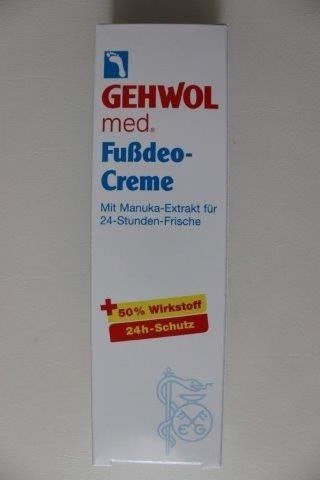 GEHWOL
med.®
Fußdeo-
Creme
Mit Manuka-Extrakt für
24-Stunden-Frische
+50% Wirkstoff
24h-Schutz